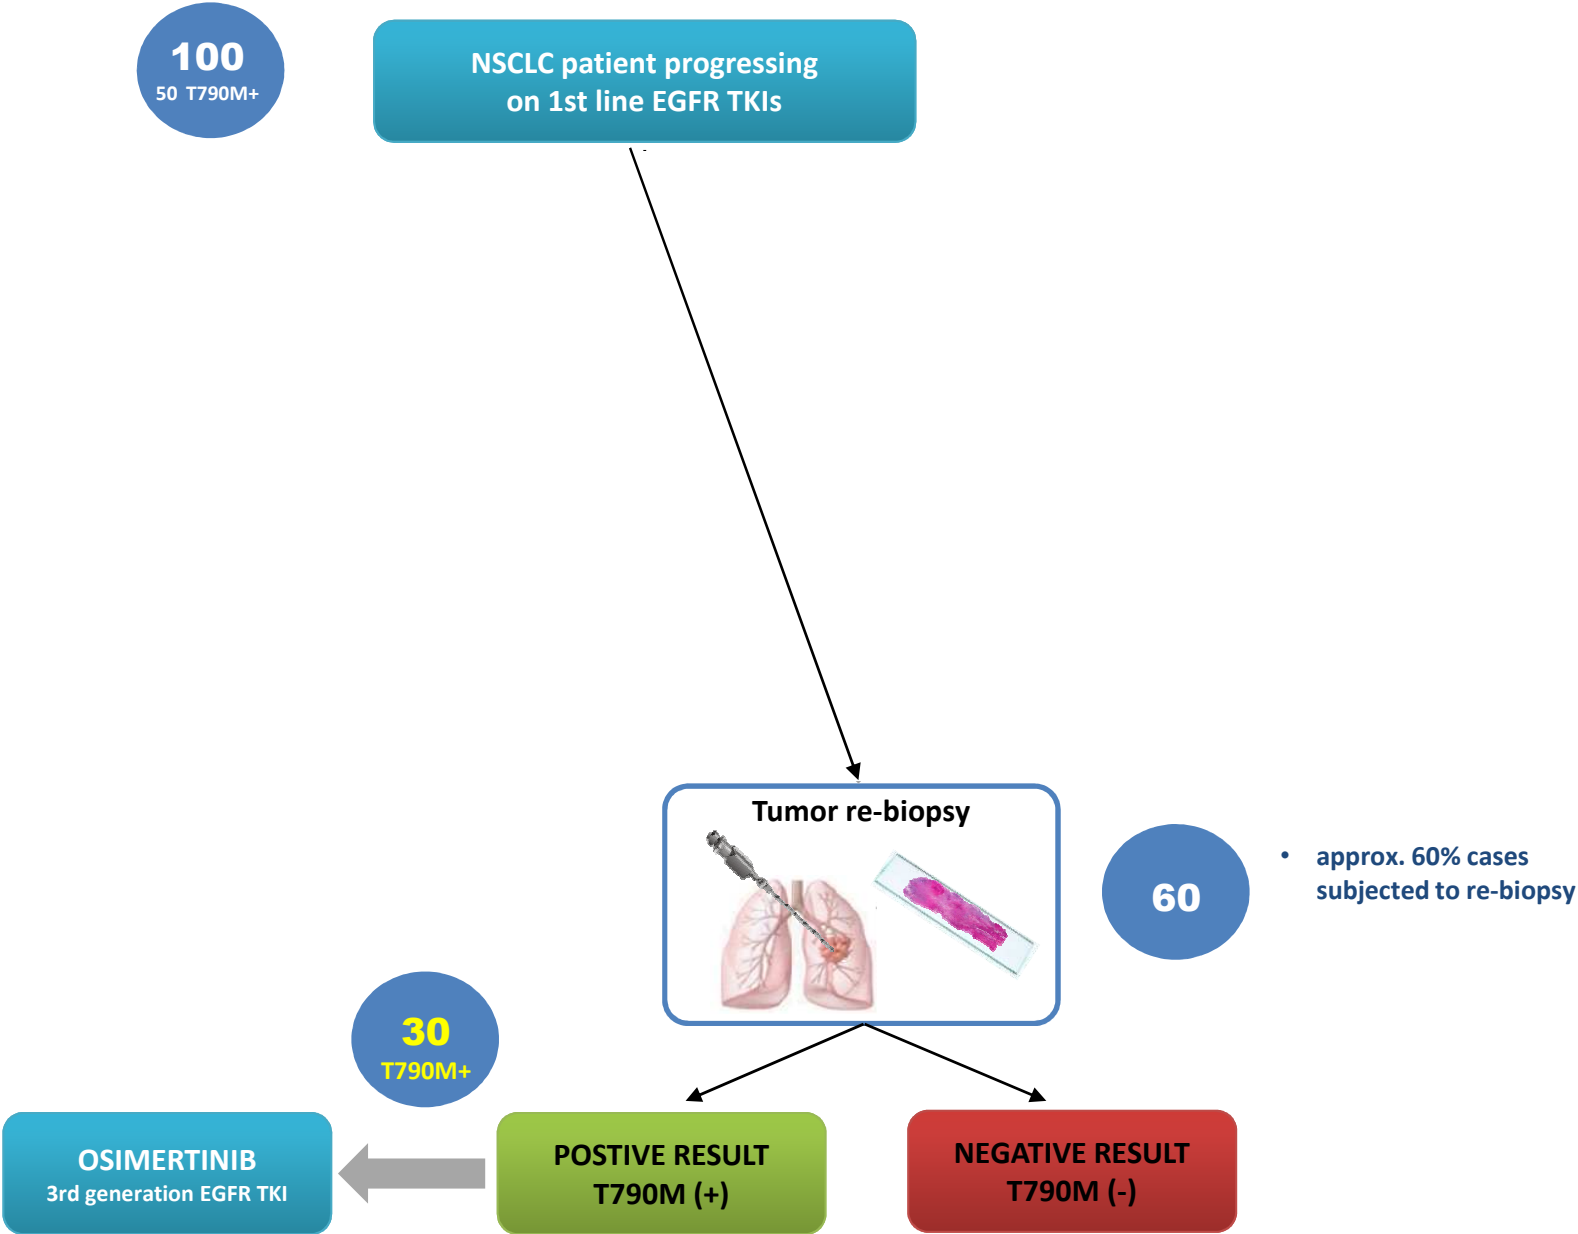 100
50 T790M+
NSCLC patient progressing
on 1st line EGFR TKIs
Tumor re-biopsy
60
• approx. 60% cases
subjected to re-biopsy
30
T790M+
OSIMERTINIB
3rd generation EGFR TKI
POSTIVE RESULT
T790M (+)
NEGATIVE RESULT
T790M (-)